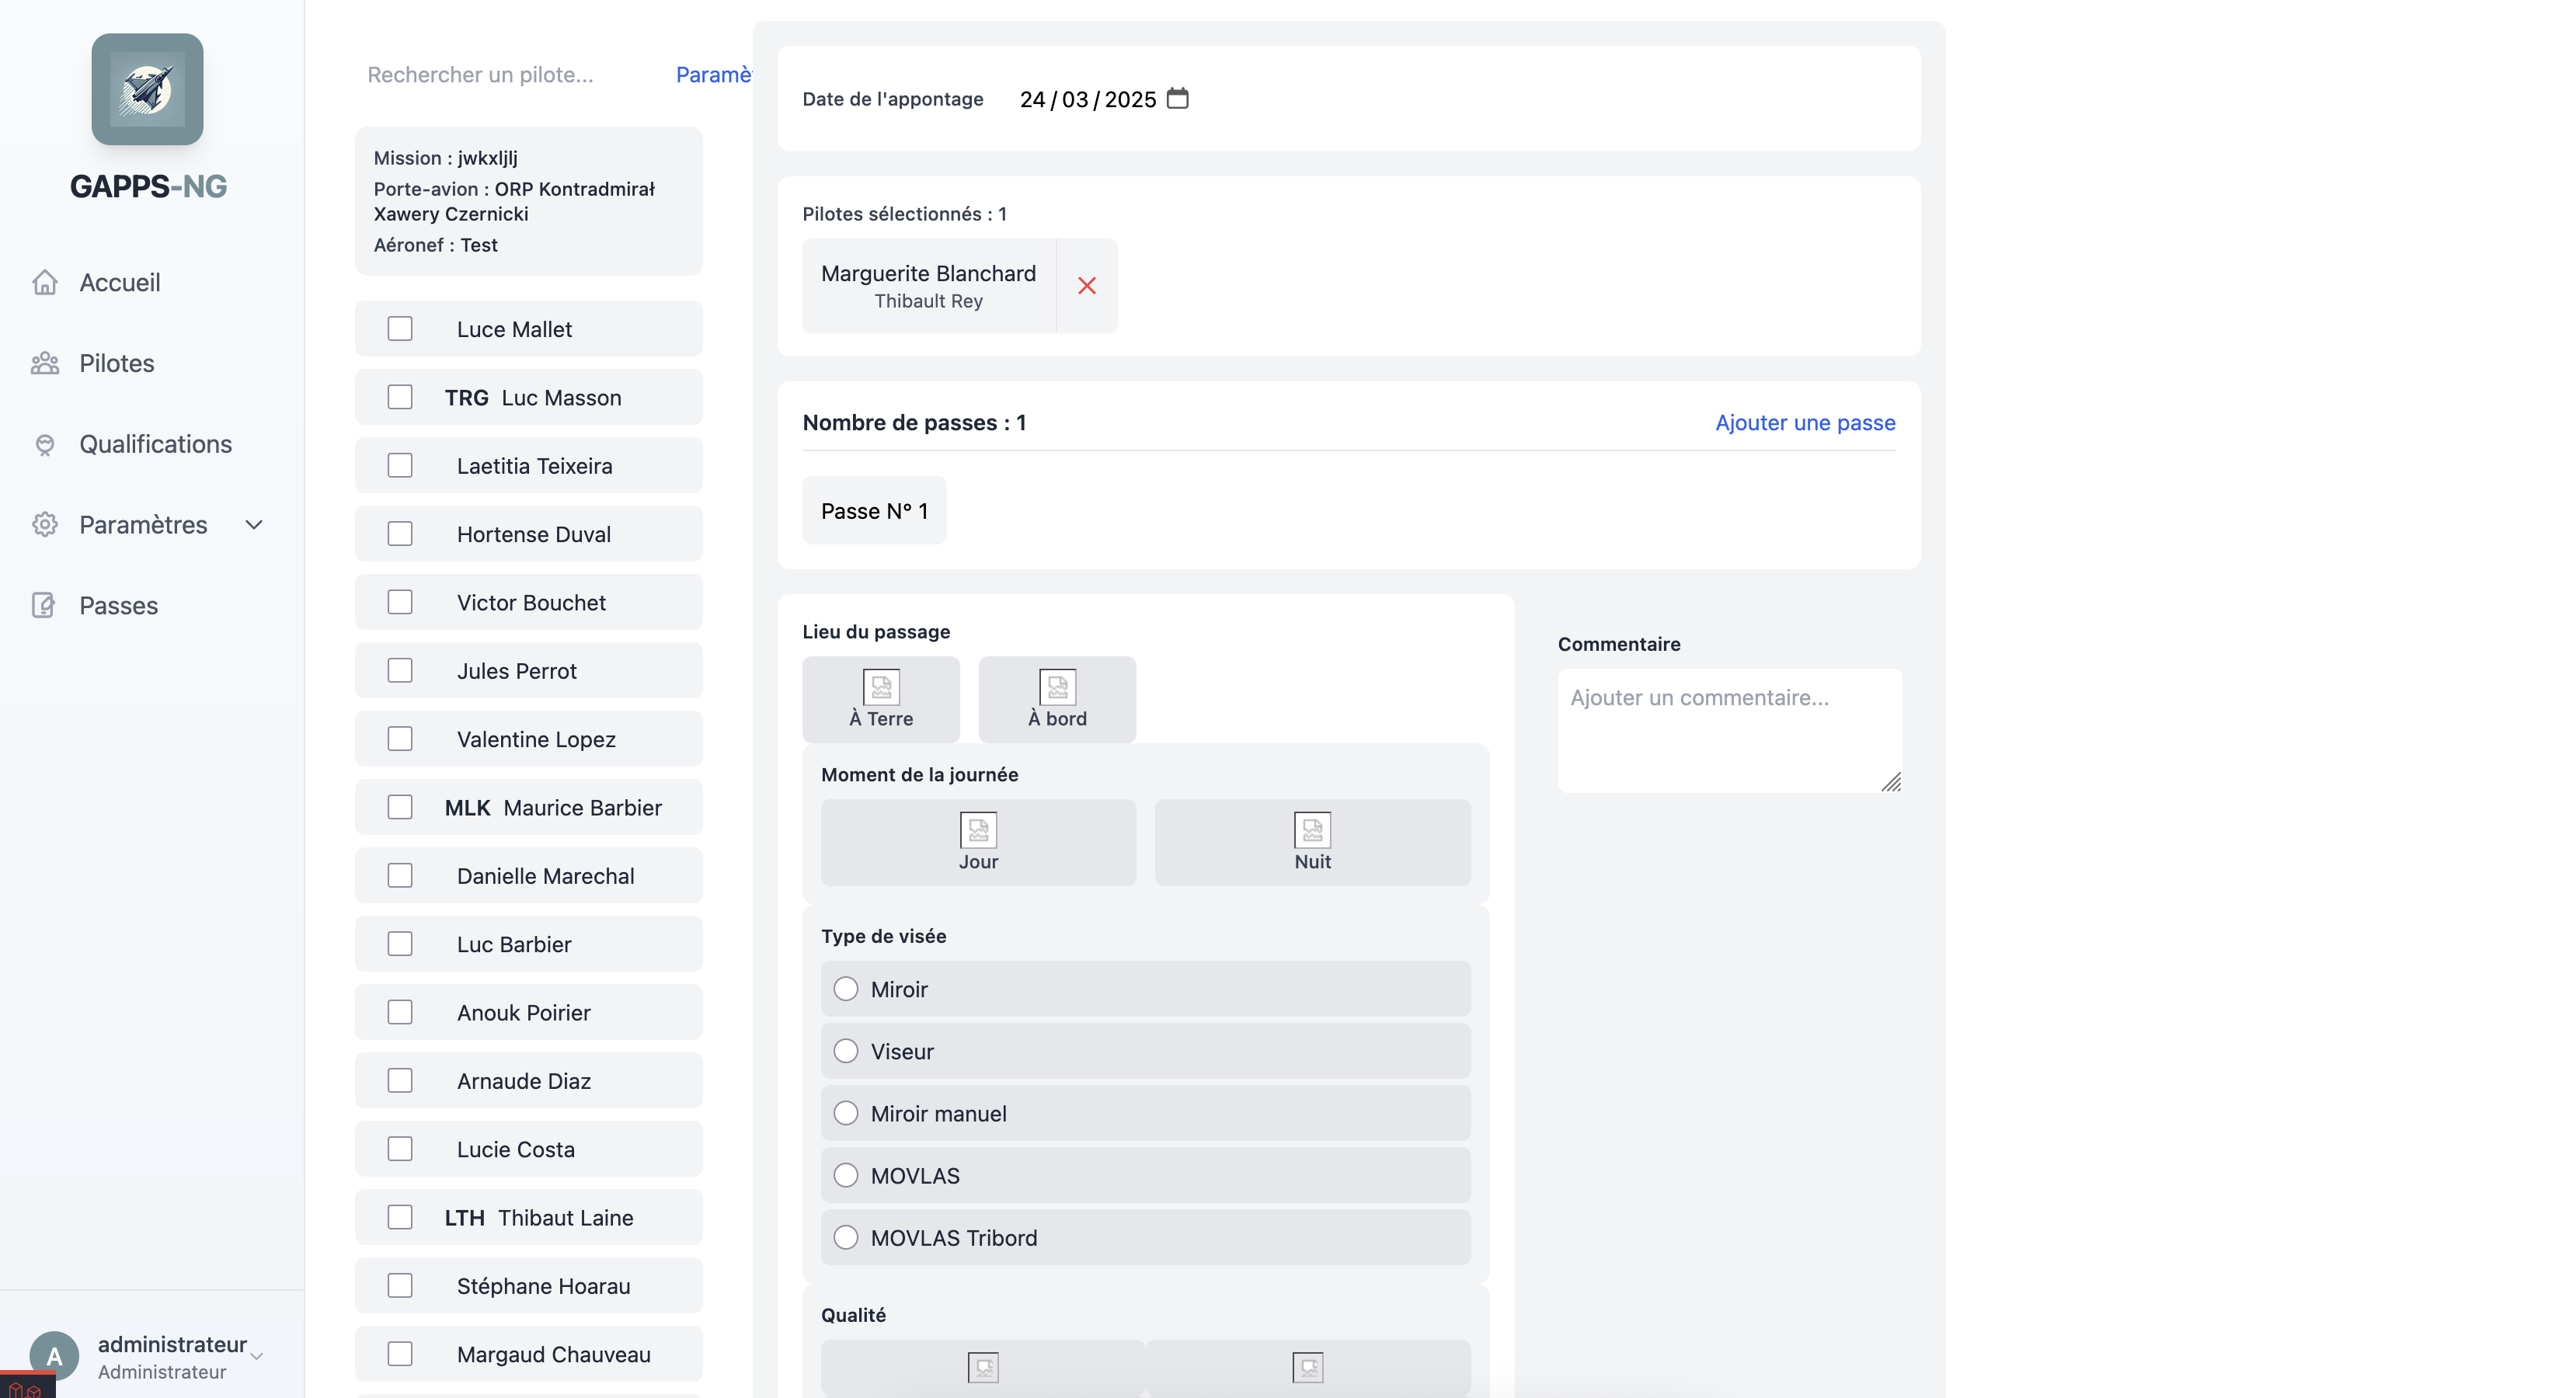 GAPPS-NG
Accueil
Pilotes
Qualifications
Paramètres
Passes
A
administrateur
Administrateur
Rechercher un pilote...
Mission : jwkxljlj
Porte-avion : ORP Kontradmirał
Xawery Czernicki
Aéronef : Test
Luce Mallet
TRG Luc Masson
Laetitia Teixeira
Hortense Duval
Victor Bouchet
Jules Perrot
Valentine Lopez
MLK Maurice Barbier
Danielle Marechal
Luc Barbier
Anouk Poirier
Arnaude Diaz
Lucie Costa
LTH Thibaut Laine
Stéphane Hoarau
Margaud Chauveau
Date de l'appontage 24/03/2025
Pilotes sélectionnés : 1
Marguerite Blanchard
Thibault Rey
Nombre de passes : 1 Ajouter une passe
Passe N° 1
Lieu du passage
À Terre À bord
Moment de la journée
Jour Nuit
Type de visée
Miroir
Viseur
Miroir manuel
MOVLAS
MOVLAS Tribord
Qualité
Commentaire
Ajouter un commentaire...